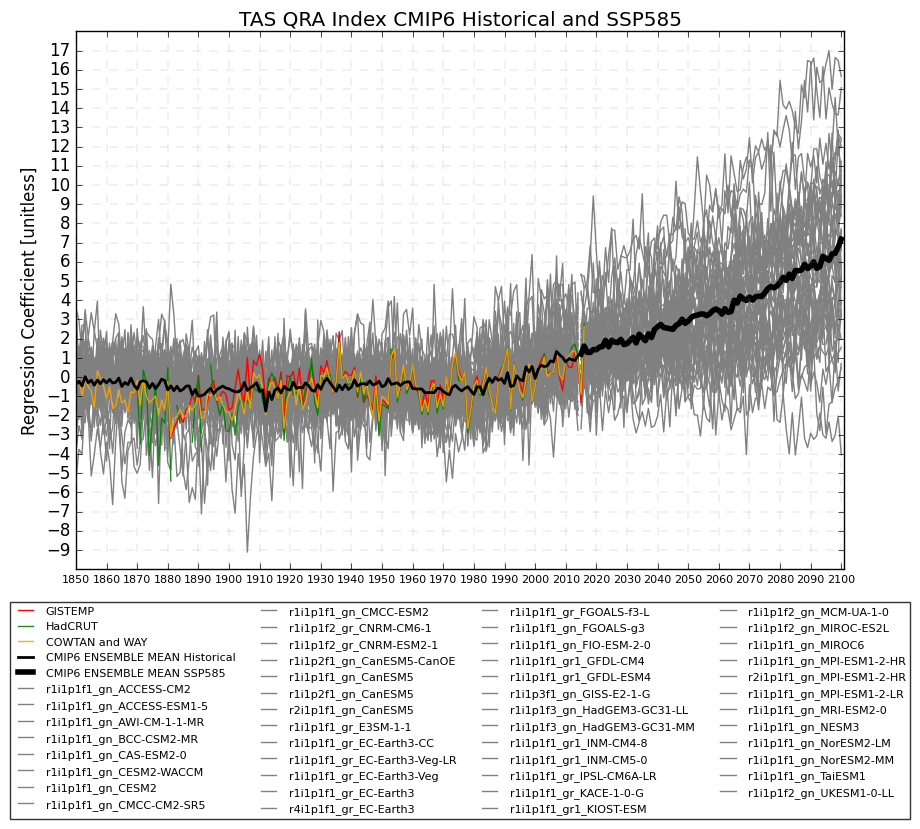 TAS QRA Index CMIP6 Historical and SSP585
Regression Coefficient [unitless]
17
16
15
14
13
12
11
10
9
8
7
6
5
4
3
2
1
0
−1
−2
−3
−4
−5
−6
−7
−8
−9
1850 1860 1870 1880 1890 1900 1910 1920 1930 1940 1950 1960 1970 1980 1990 2000 2010 2020 2030 2040 2050 2060 2070 2080 2090 2100
GISTEMP
HadCRUT
COWTAN and WAY
CMIP6 ENSEMBLE MEAN Historical
CMIP6 ENSEMBLE MEAN SSP585
r1i1p1f1_gn_ACCESS-CM2
r1i1p1f1_gn_ACCESS-ESM1-5
r1i1p1f1_gn_AWI-CM-1-1-MR
r1i1p1f1_gn_BCC-CSM2-MR
r1i1p1f1_gn_CAS-ESM2-0
r1i1p1f1_gn_CESM2-WACCM
r1i1p1f1_gn_CESM2
r1i1p1f1_gn_CMCC-CM2-SR5
r1i1p1f1_gn_CMCC-ESM2
r1i1p1f2_gr_CNRM-CM6-1
r1i1p1f2_gr_CNRM-ESM2-1
r1i1p2f1_gn_CanESM5-CanOE
r1i1p1f1_gn_CanESM5
r1i1p2f1_gn_CanESM5
r2i1p1f1_gn_CanESM5
r1i1p1f1_gr_E3SM-1-1
r1i1p1f1_gr_EC-Earth3-CC
r1i1p1f1_gr_EC-Earth3-Veg-LR
r1i1p1f1_gr_EC-Earth3-Veg
r1i1p1f1_gr_EC-Earth3
r4i1p1f1_gr_EC-Earth3
r1i1p1f1_gr_FGOALS-f3-L
r1i1p1f1_gn_FGOALS-g3
r1i1p1f1_gn_FIO-ESM-2-0
r1i1p1f1_gr1_GFDL-CM4
r1i1p1f1_gr1_GFDL-ESM4
r1i1p3f1_gn_GISS-E2-1-G
r1i1p1f3_gn_HadGEM3-GC31-LL
r1i1p1f3_gn_HadGEM3-GC31-MM
r1i1p1f1_gr1_INM-CM4-8
r1i1p1f1_gr1_INM-CM5-0
r1i1p1f1_gr_IPSL-CM6A-LR
r1i1p1f1_gr_KACE-1-0-G
r1i1p1f1_gr1_KIOST-ESM
r1i1p1f2_gn_MCM-UA-1-0
r1i1p1f2_gn_MIROC-ES2L
r1i1p1f1_gn_MIROC6
r1i1p1f1_gn_MPI-ESM1-2-HR
r2i1p1f1_gn_MPI-ESM1-2-HR
r1i1p1f1_gn_MPI-ESM1-2-LR
r1i1p1f1_gn_MRI-ESM2-0
r1i1p1f1_gn_NESM3
r1i1p1f1_gn_NorESM2-LM
r1i1p1f1_gn_NorESM2-MM
r1i1p1f1_gn_TaiESM1
r1i1p1f2_gn_UKESM1-0-LL